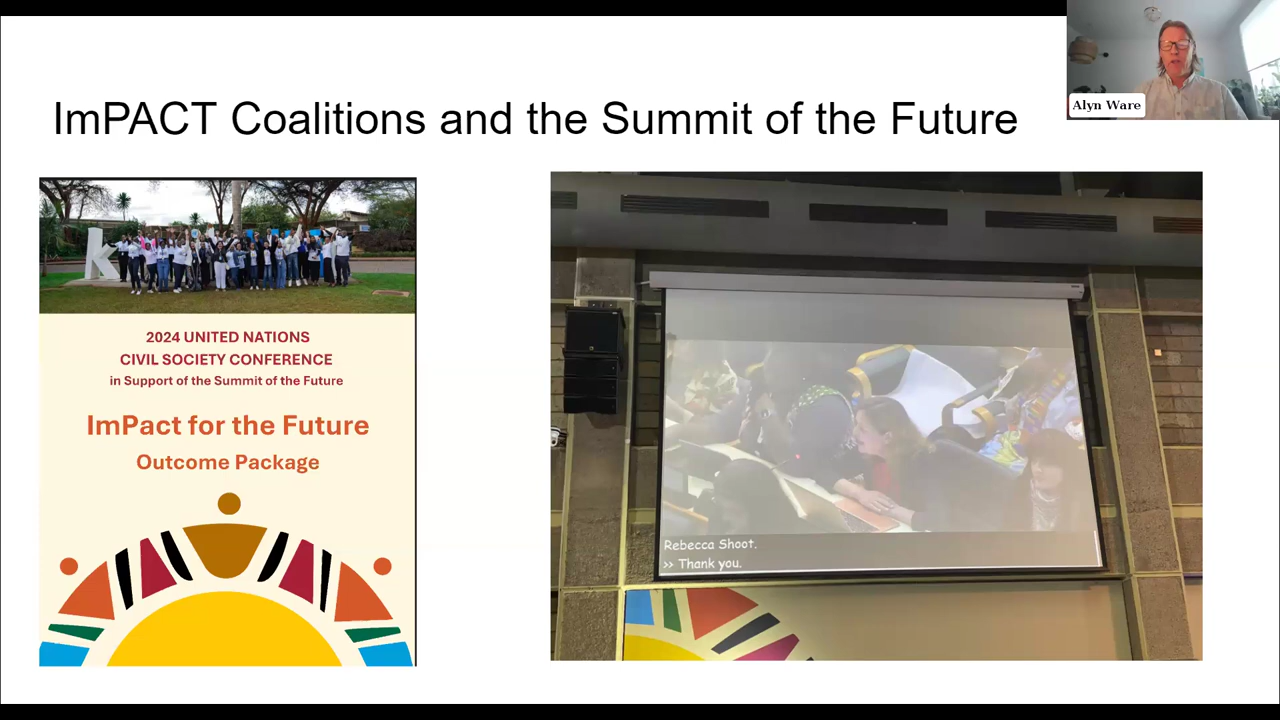 ImPACT Coalitions and the Summit of the Future
Alyn Ware
k
2024 UNITED NATIONS
CIVIL SOCIETY CONFERENCE
in Support of the Summit of the Future
ImPact for the Future
Outcome Package
Rebecca Shoot.
>> Thank you.